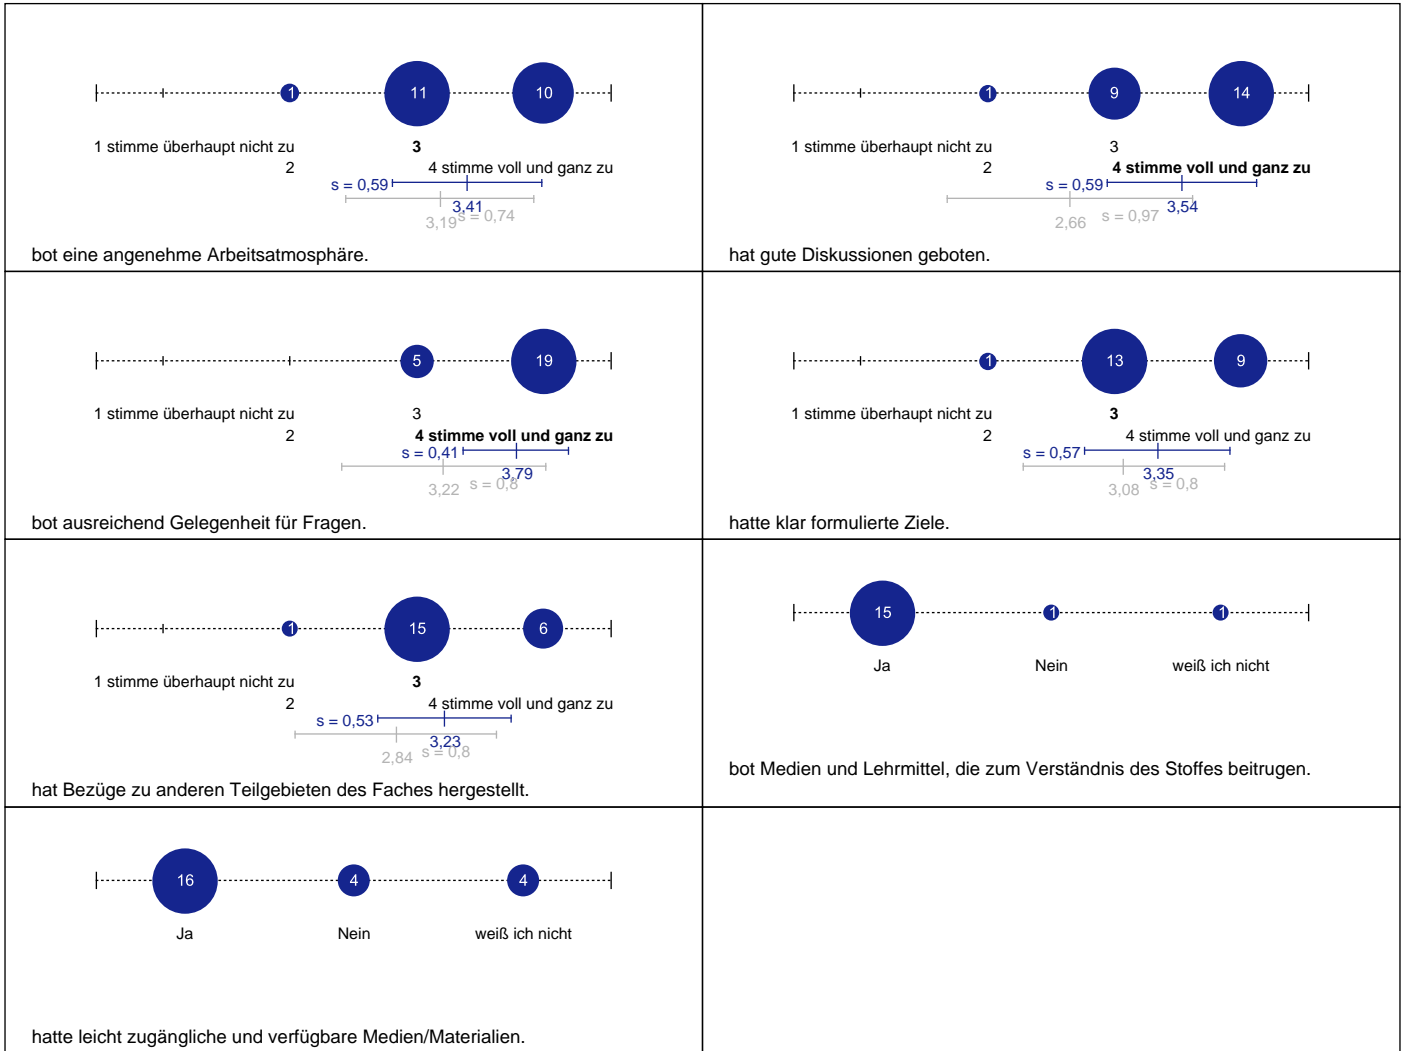 1
11
10
1 stimme überhaupt nicht zu
3
2
4 stimme voll und ganz zu
s = 0,59
3,41
3,19
s = 0,74
bot eine angenehme Arbeitsatmosphäre.
1
9
14
1 stimme überhaupt nicht zu
3
2
4 stimme voll und ganz zu
s = 0,59
3,54
2,66
s = 0,97
hat gute Diskussionen geboten.
5
19
1 stimme überhaupt nicht zu
3
2
4 stimme voll und ganz zu
s = 0,41
3,79
3,22
s = 0,8
bot ausreichend Gelegenheit für Fragen.
1
13
9
1 stimme überhaupt nicht zu
3
2
4 stimme voll und ganz zu
s = 0,57
3,35
3,08
s = 0,8
hatte klar formulierte Ziele.
1
15
6
1 stimme überhaupt nicht zu
3
2
4 stimme voll und ganz zu
s = 0,53
3,23
2,84
s = 0,8
hat Bezüge zu anderen Teilgebieten des Faches hergestellt.
15
1
1
Ja
Nein
weiß ich nicht
bot Medien und Lehrmittel, die zum Verständnis des Stoffes beitrugen.
16
4
4
Ja
Nein
weiß ich nicht
hatte leicht zugängliche und verfügbare Medien/Materialien.